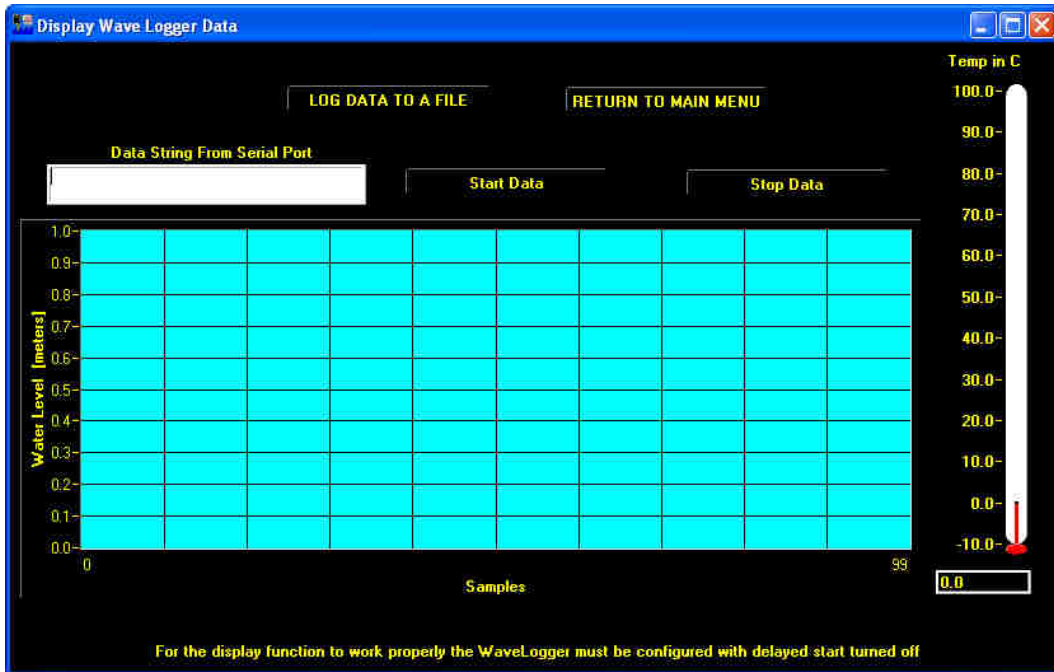 Display Wave Logger Data
Temp in C
LOG DATA TO A FILE
RETURN TO MAIN MENU
Data String From Serial Port
Start Data
Stop Data
100.0
90.0
80.0
70.0
60.0
50.0
40.0
30.0
20.0
10.0
0.0
-10.0
0.0
Water Level [meters]
1.0
0.9
0.8
0.7
0.6
0.5
0.4
0.3
0.2
0.1
0.0
0
99
Samples
For the display function to work properly the WaveLogger must be configured with delayed start turned off